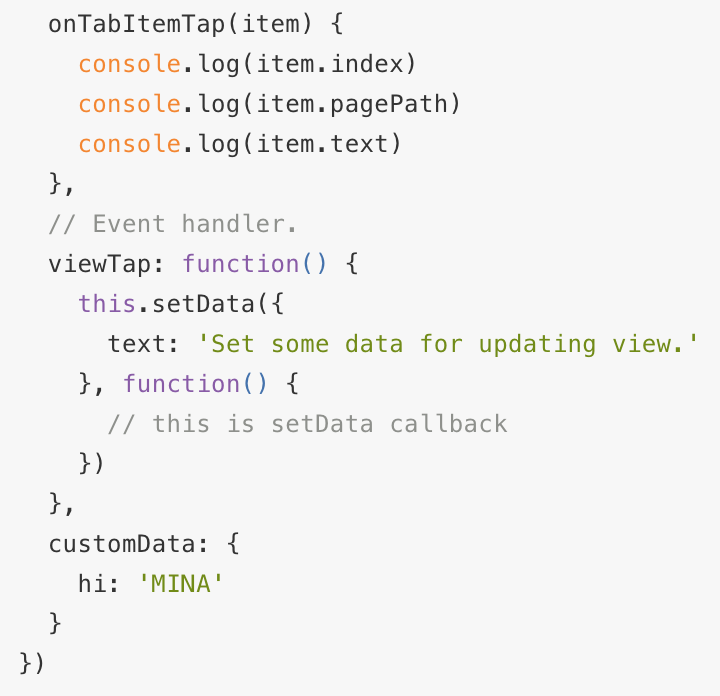 onTabItemTap(item) {
console.log(item.index)
console.log(item.pagePath)
console.log(item.text)
},
// Event handler.
viewTap: function() {
this.setData({
text: 'Set some data for updating view.'
}, function() {
// this is setData callback
})
},
customData: {
hi: 'MINA'
}
})